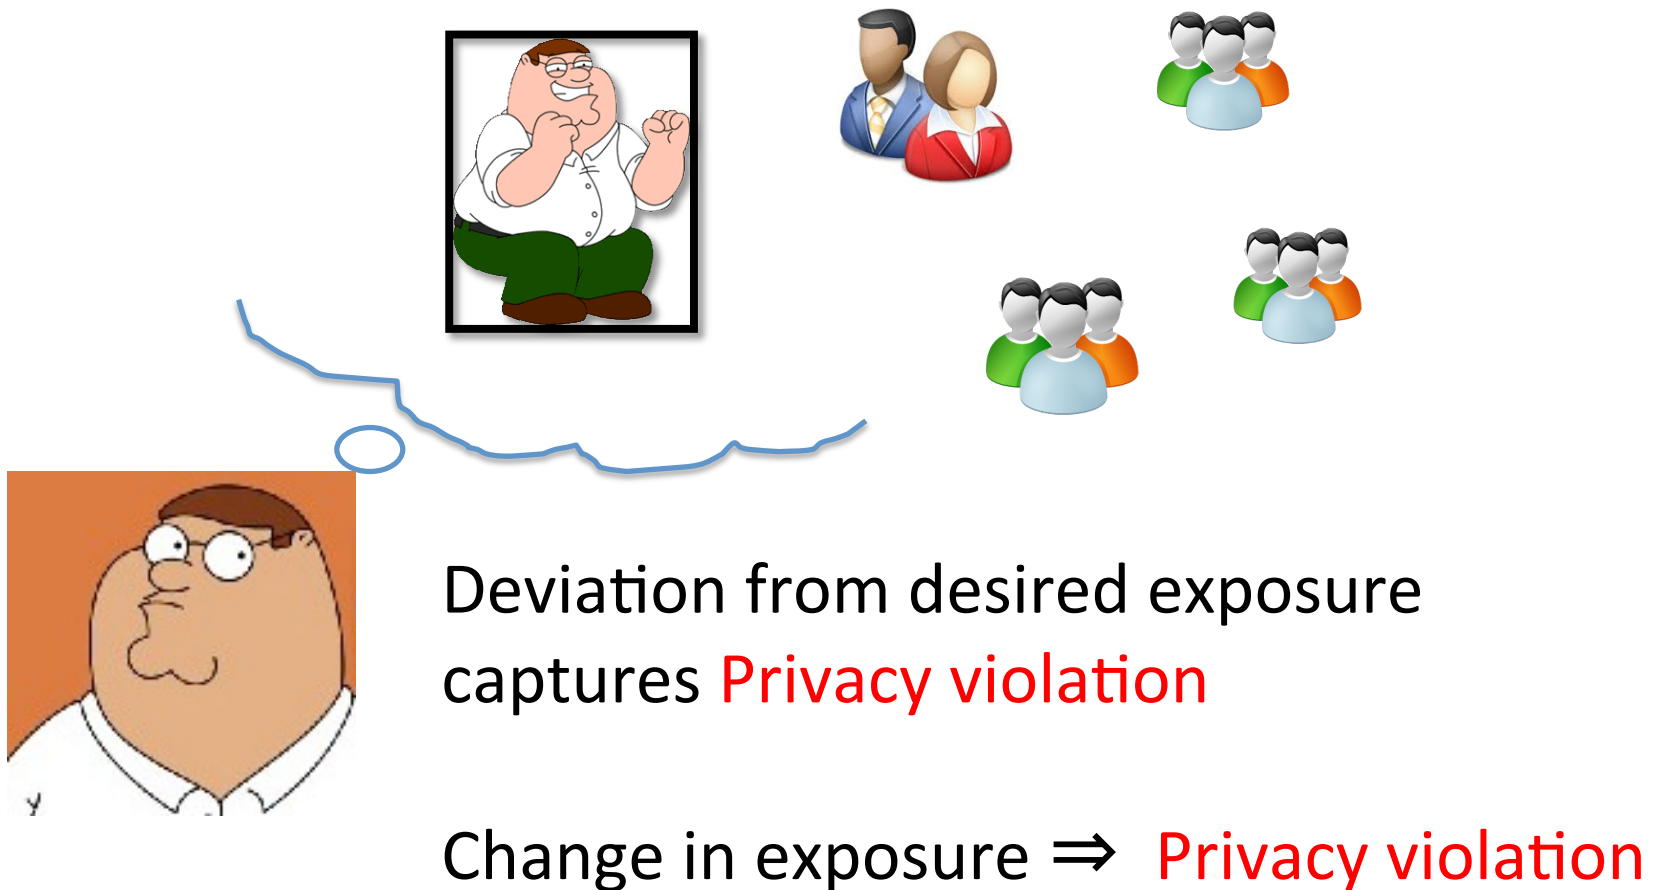 Deviation from desired exposure
captures Privacy violation
Change in exposure ⇒ Privacy violation